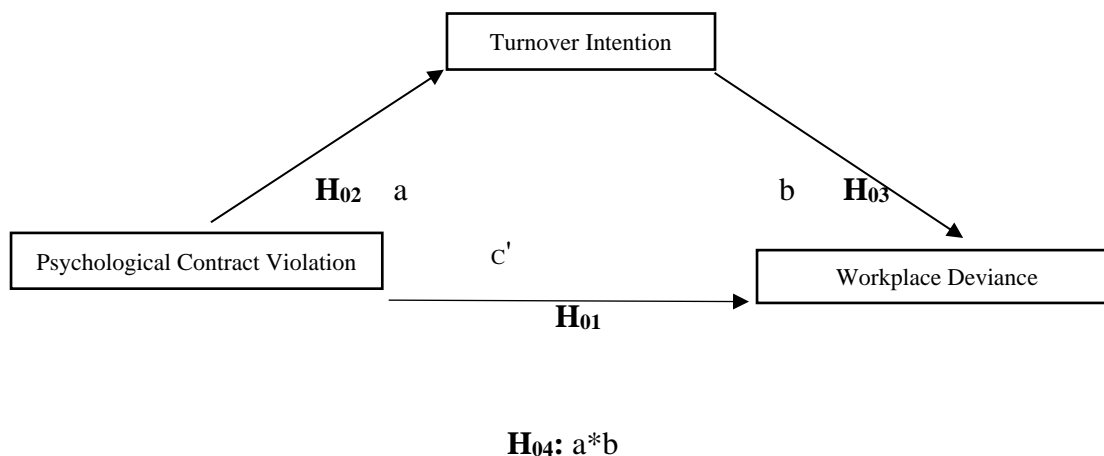 Turnover Intention
H02 a
b H03
Psychological Contract Violation
c'
Workplace Deviance
H01
H04: a*b